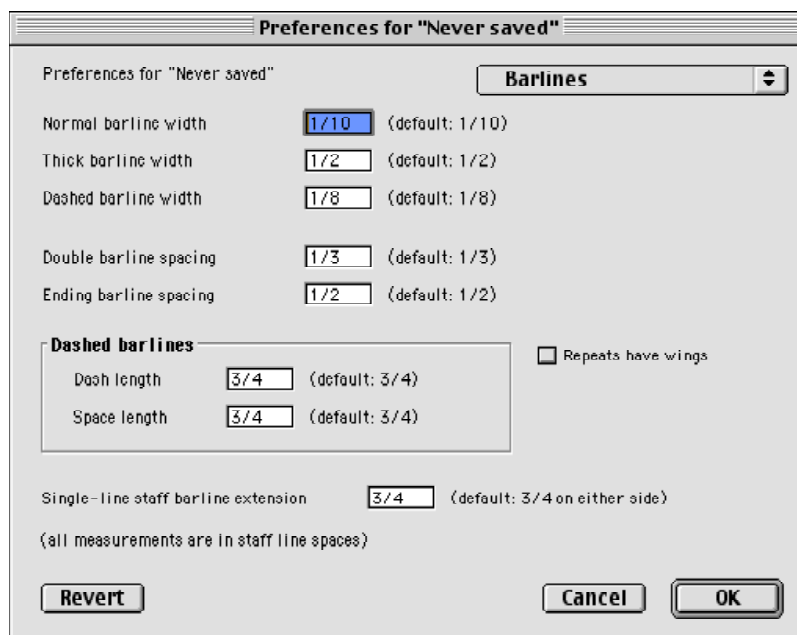 Preferences for "Never saved"
Preferences for "Never saved" Barlines
Normal barline width 1/10 (default: 1/10)
Thick barline width 1/2 (default: 1/2)
Dashed barline width 1/8 (default: 1/8)
Double barline spacing 1/3 (default: 1/3)
Ending barline spacing 1/2 (default: 1/2)
Dashed barlines
Repeats have wings
Dash length 3/4 (default: 3/4)
Space length 3/4 (default: 3/4)
Single-line staff barline extension 3/4 (default: 3/4 on either side)
(all measurements are in staff line spaces)
Revert Cancel OK